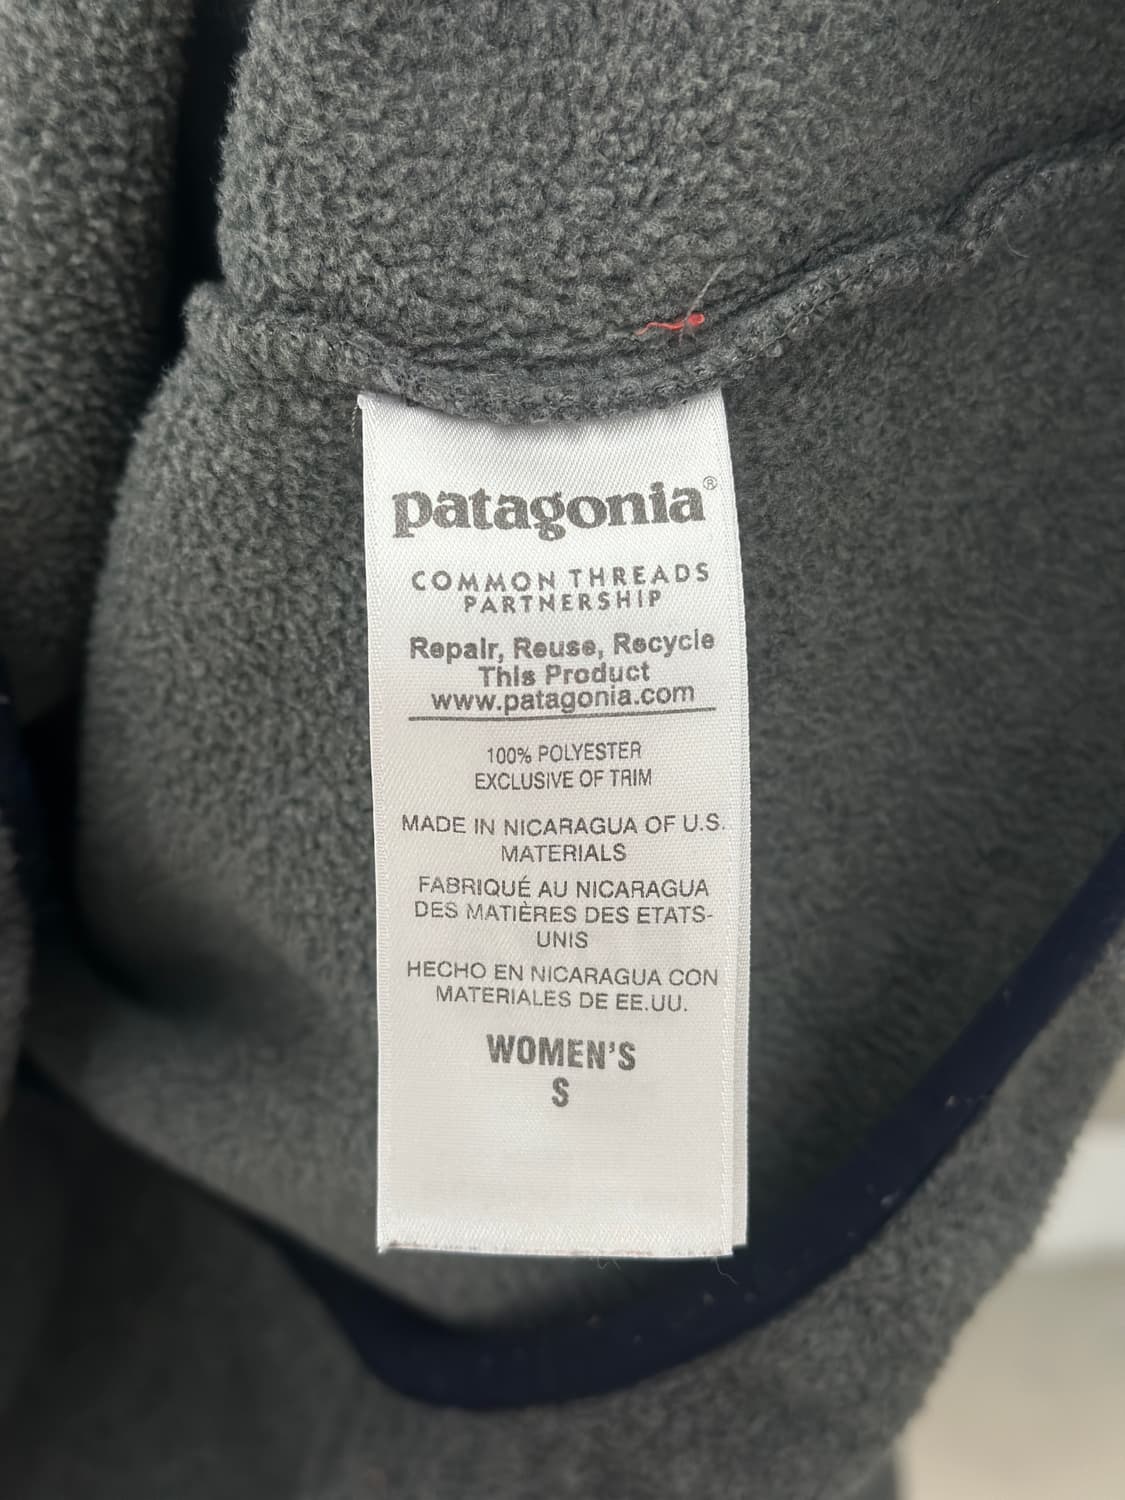 patagonia®
COMMON THREADS
PARTNERSHIP
Repair, Reuse, Recycle
This Product
www.patagonia.com
100% POLYESTER
EXCLUSIVE OF TRIM
MADE IN NICARAGUA OF U.S.
MATERIALS
FABRIQUÉ AU NICARAGUA
DES MATIÈRES DES ETATS-
UNIS
HECHO EN NICARAGUA CON
MATERIALES DE EE.UU.
WOMEN'S
S